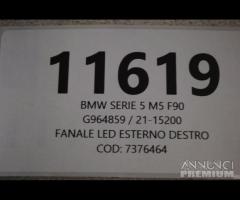 11619
BMW SERIE 5 M5 F90
G964859 / 21-15200
FANALE LED ESTERNO DESTRO
COD: 7376464
ANNUNCI
PREMIUM